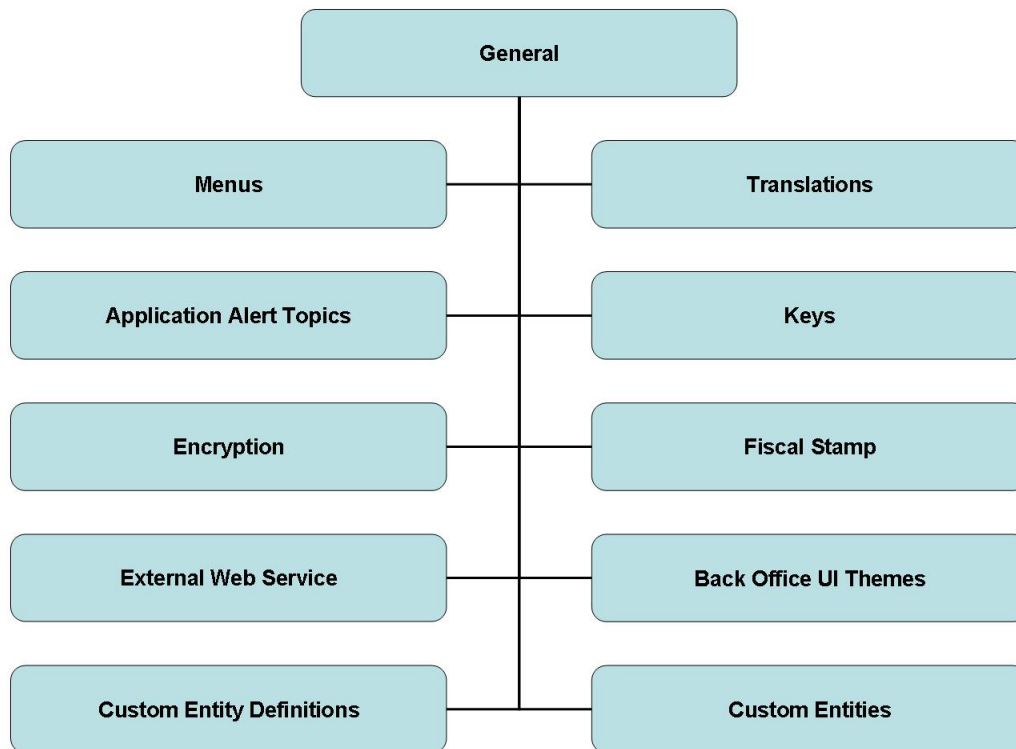 General
Menus
Translations
Application Alert Topics
Keys
Encryption
Fiscal Stamp
External Web Service
Back Office UI Themes
Custom Entity Definitions
Custom Entities